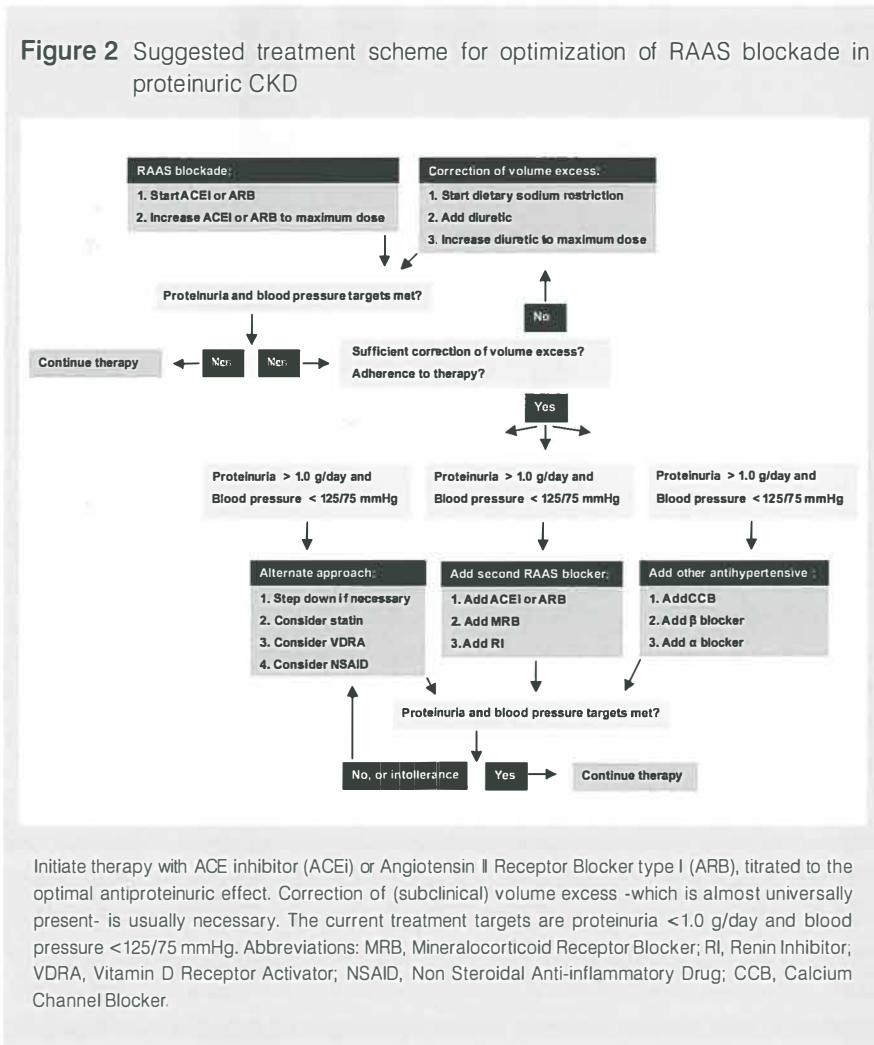 Figure 2 Suggested treatment scheme for optimization of RAAS blockade in
proteinuric CKD
RAAS blockade:
1. Start ACEI or ARB
2. Increase ACEI or ARB to maximum dose
Correction of volume excess:
1. Start dietary sodium restriction
2. Add diuretic
3. Increase diuretic to maximum dose
Proteinuria and blood pressure targets met?
No
Continue therapy
Sufficient correction of volume excess?
Adherence to therapy?
Yes
Proteinuria > 1.0 g/day and
Blood pressure < 125/75 mmHg
Proteinuria > 1.0 g/day and
Blood pressure < 125/75 mmHg
Proteinuria > 1.0 g/day and
Blood pressure < 125/75 mmHg
Alternate approach:
1. Step down if necessary
2. Consider statin
3. Consider VDRA
4. Consider NSAID
Add second RAAS blocker:
1. Add ACEI or ARB
2. Add MRB
3. Add RI
Add other antihypertensive :
1. Add CCB
2. Add β blocker
3. Add α blocker
Proteinuria and blood pressure targets met?
No, or intollerance
Yes
Continue therapy
Initiate therapy with ACE inhibitor (ACEi) or Angiotensin II Receptor Blocker type I (ARB), titrated to the
optimal antiproteinuric effect. Correction of (subclinical) volume excess -which is almost universally
present- is usually necessary. The current treatment targets are proteinuria <1.0 g/day and blood
pressure <125/75 mmHg. Abbreviations: MRB, Mineralocorticoid Receptor Blocker; RI, Renin Inhibitor;
VDRA, Vitamin D Receptor Activator; NSAID, Non Steroidal Anti-inflammatory Drug; CCB, Calcium
Channel Blocker.